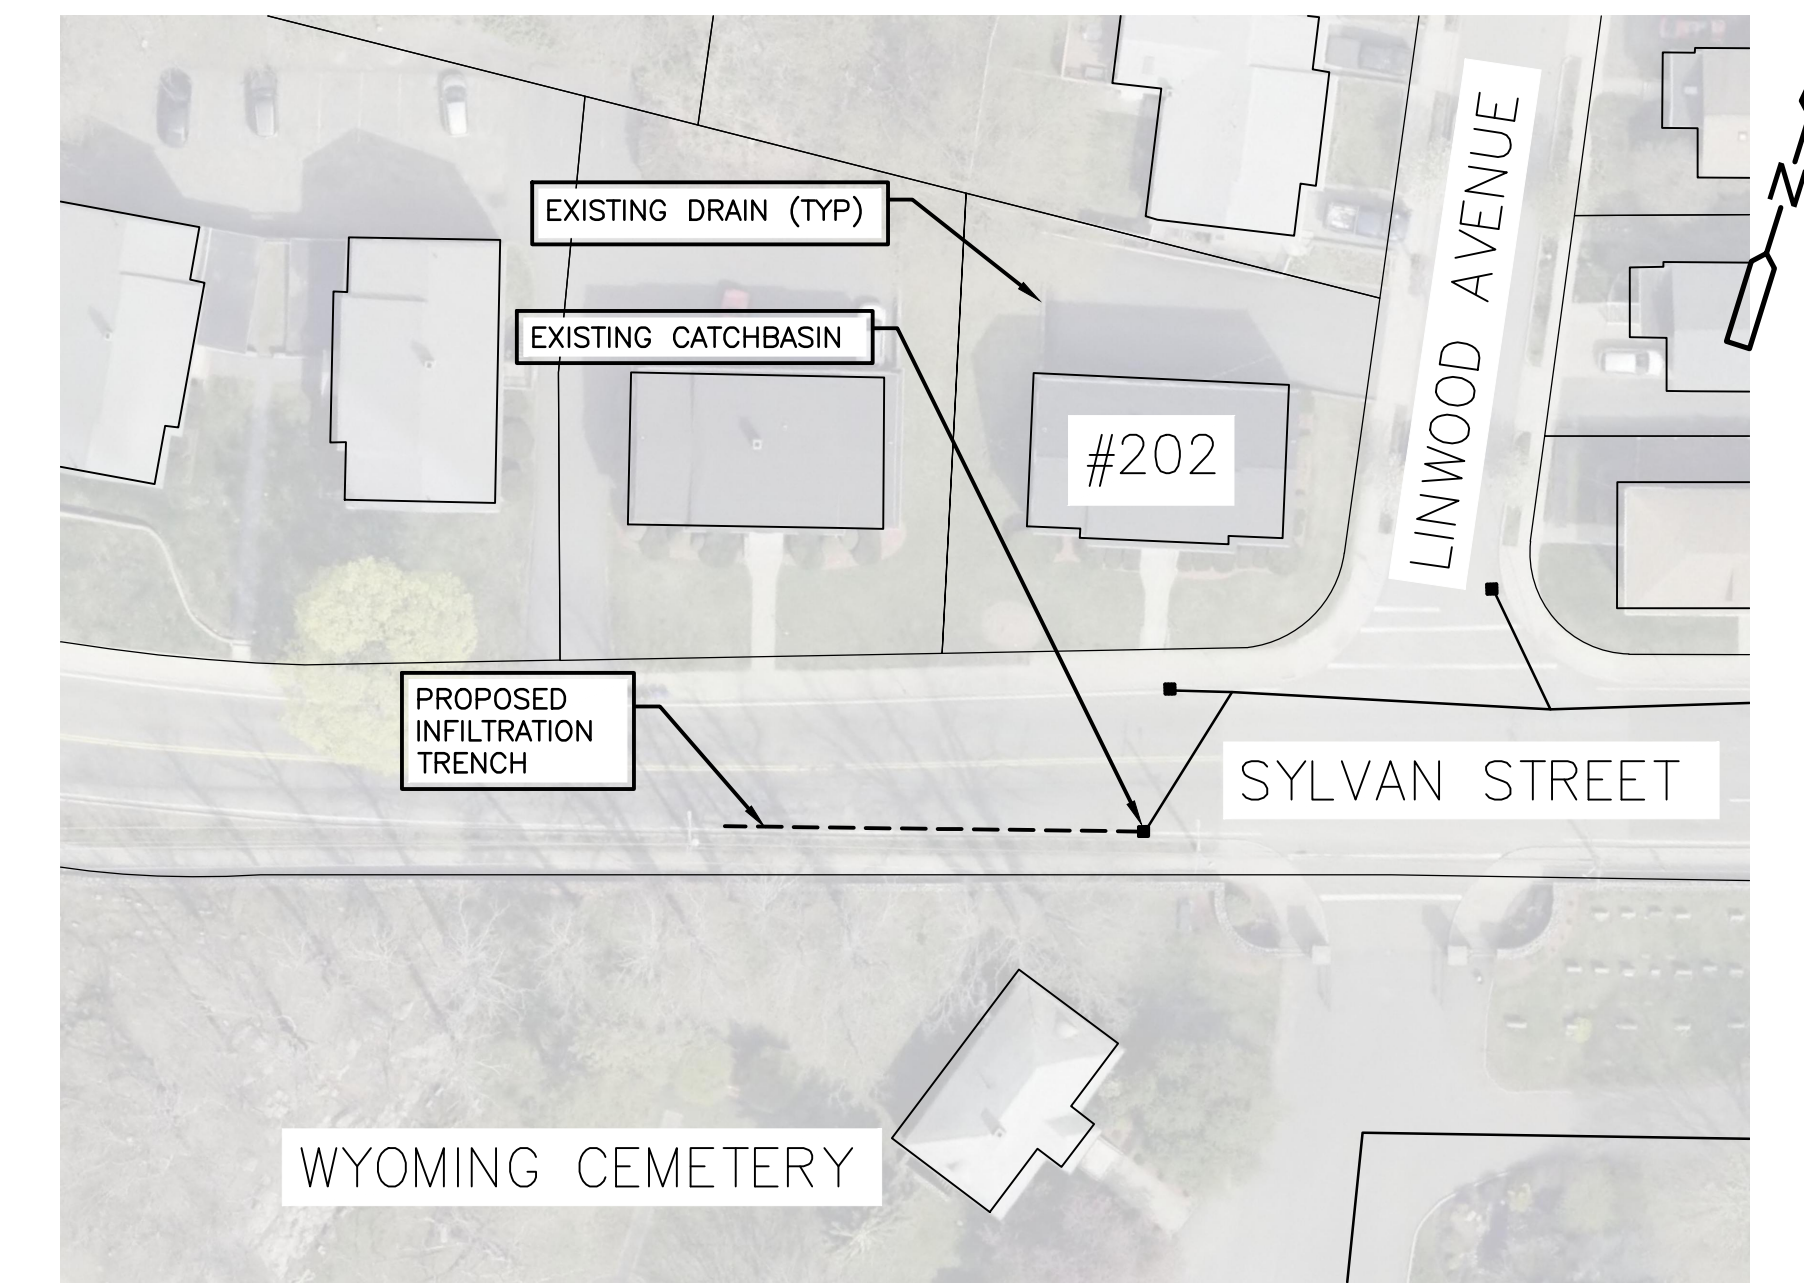 LINWOOD AVENUE
N
EXISTING DRAIN (TYP)
EXISTING CATCHBASIN
#202
PROPOSED
INFILTRATION
TRENCH
SYLVAN STREET
WYOMING CEMETERY